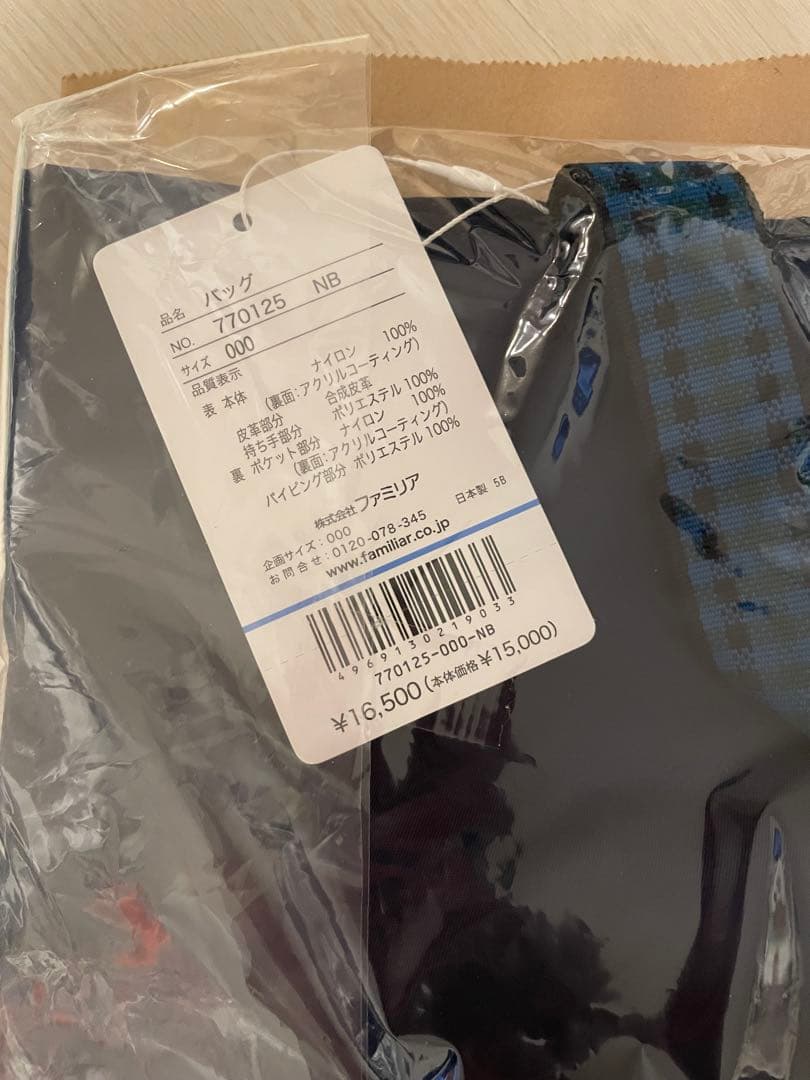 品名 バッグ
NO. 770125 NB
サイズ 000
品質表示
表 本体 ナイロン 100%
(裏面:アクリルコーティング)
皮革部分 合成皮革
持ち手部分 ポリエステル 100%
裏 ポケット部分 ナイロン 100%
(裏面:アクリルコーティング)
パイピング部分 ポリエステル 100%
株式会社 ファミリア
企画サイズ:000 日本製 5B
お問合せ:0120-078-345
www.familiar.co.jp
4969130219033
770125-000-NB
¥16,500(本体価格¥15,000)